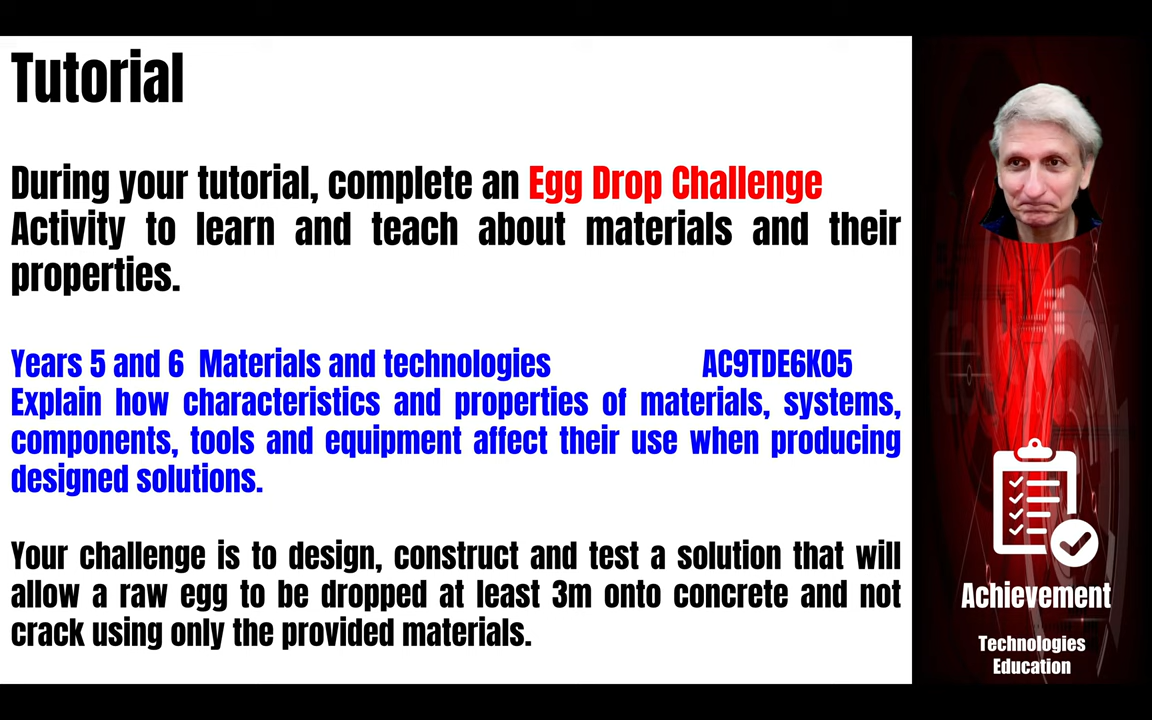 Tutorial
During your tutorial, complete an Egg Drop Challenge
Activity to learn and teach about materials and their
properties.
Years 5 and 6 Materials and technologies AC9TDE6K05
Explain how characteristics and properties of materials, systems,
components, tools and equipment affect their use when producing
designed solutions.
Your challenge is to design, construct and test a solution that will
allow a raw egg to be dropped at least 3m onto concrete and not
crack using only the provided materials.
Achievement
Technologies
Education